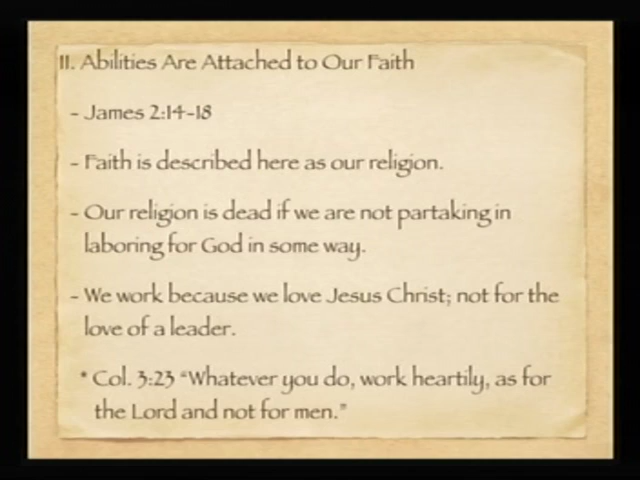 II. Abilities Are Attached to Our Faith
- James 2:14-18
- Faith is described here as our religion.
- Our religion is dead if we are not partaking in
laboring for God in some way.
- We work because we love Jesus Christ; not for the
love of a leader.
* Col. 3:23 “Whatever you do, work heartily, as for
the Lord and not for men.”